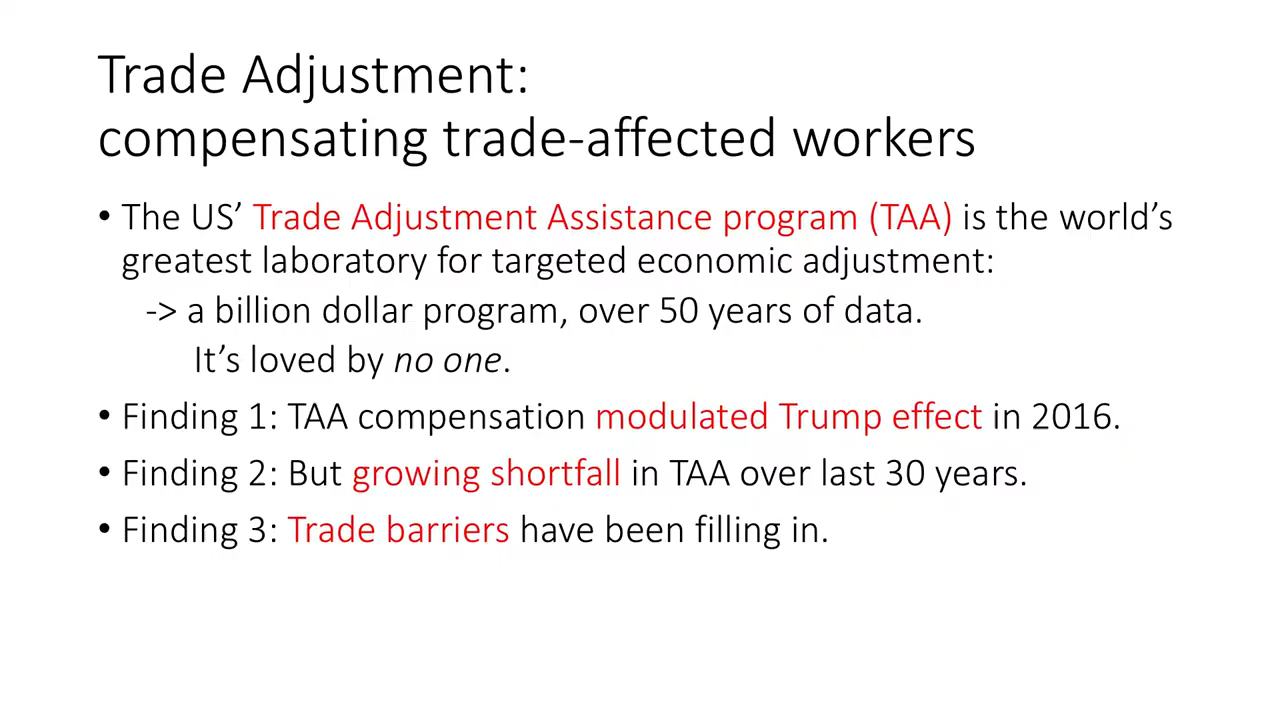 Trade Adjustment:
compensating trade-affected workers
• The US’ Trade Adjustment Assistance program (TAA) is the world’s
greatest laboratory for targeted economic adjustment:
-> a billion dollar program, over 50 years of data.
It’s loved by no one.
• Finding 1: TAA compensation modulated Trump effect in 2016.
• Finding 2: But growing shortfall in TAA over last 30 years.
• Finding 3: Trade barriers have been filling in.